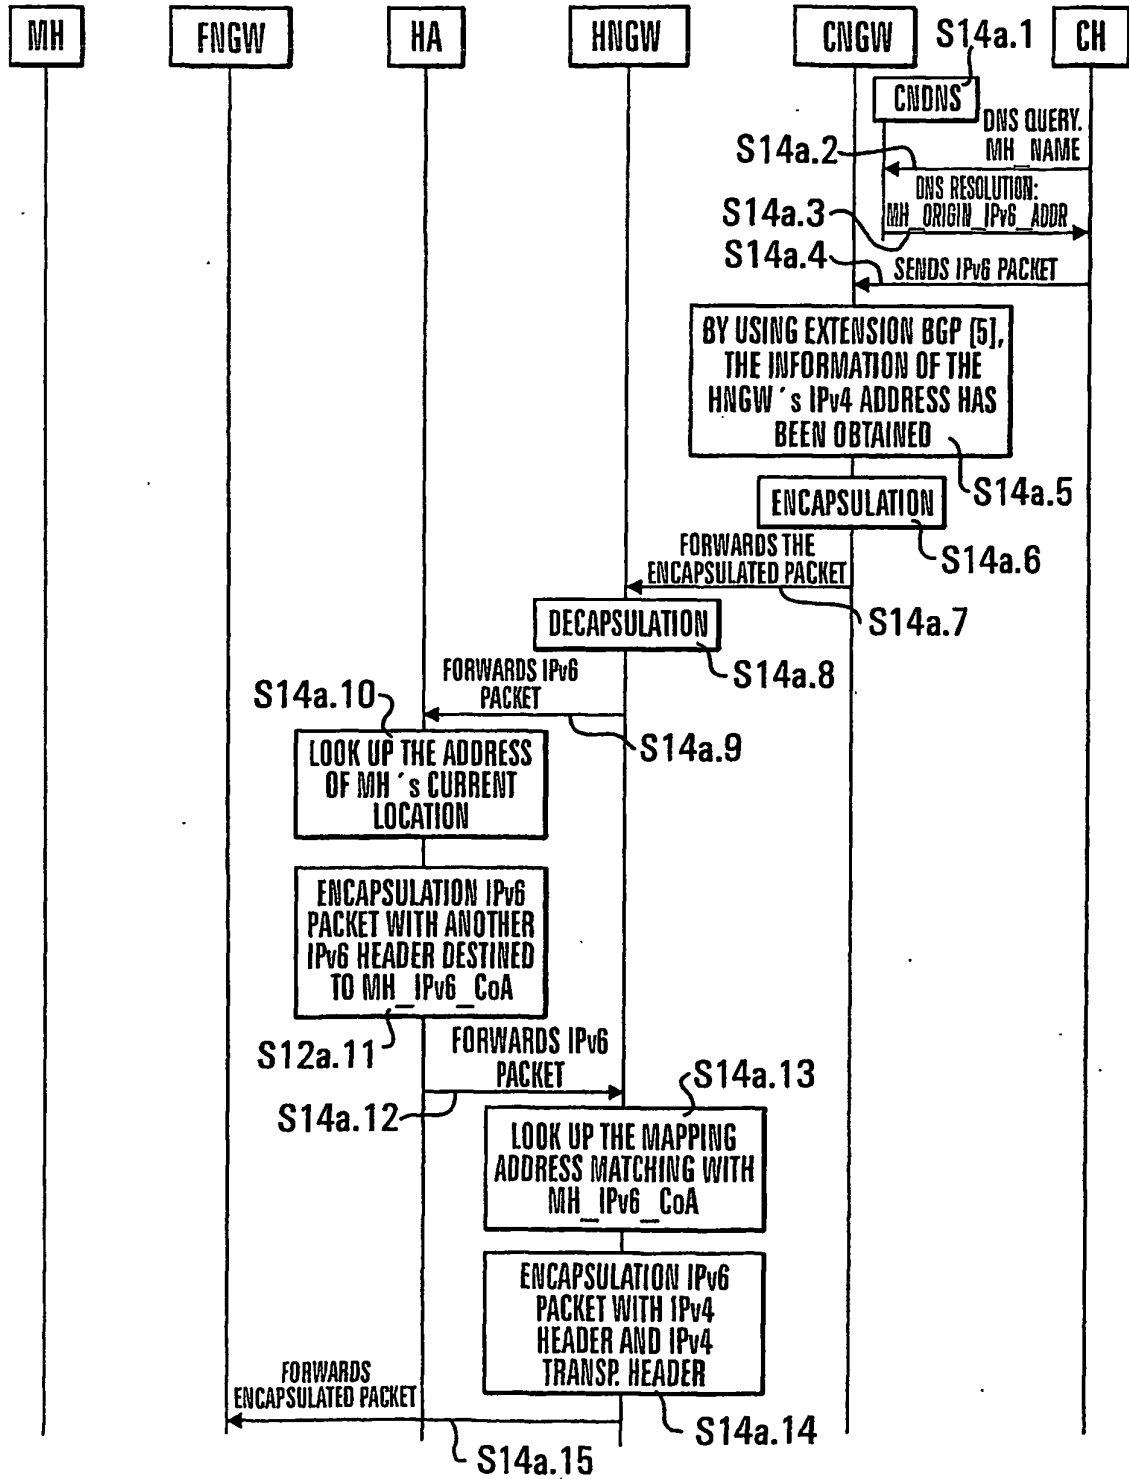 MH
FNGW
HA
HNGW
CNGW
S14a.1
CH
CNDNS
DNS QUERY.
MH_NAME
S14a.2
DNS RESOLUTION:
MH_ORIGIN_IPv6_ADDR
S14a.3
S14a.4
SENDS IPv6 PACKET
BY USING EXTENSION BGP [5],
THE INFORMATION OF THE
HNGW´s IPv4 ADDRESS HAS
BEEN OBTAINED
S14a.5
ENCAPSULATION
S14a.6
FORWARDS THE
ENCAPSULATED PACKET
S14a.7
DECAPSULATION
S14a.8
FORWARDS IPv6
PACKET
S14a.9
S14a.10
LOOK UP THE ADDRESS
OF MH´s CURRENT
LOCATION
ENCAPSULATION IPv6
PACKET WITH ANOTHER
IPv6 HEADER DESTINED
TO MH_IPv6_CoA
S12a.11
FORWARDS IPv6
PACKET
S14a.12
S14a.13
LOOK UP THE MAPPING
ADDRESS MATCHING WITH
MH_IPv6_CoA
ENCAPSULATION IPv6
PACKET WITH IPv4
HEADER AND IPv4
TRANSP. HEADER
S14a.14
FORWARDS
ENCAPSULATED PACKET
S14a.15